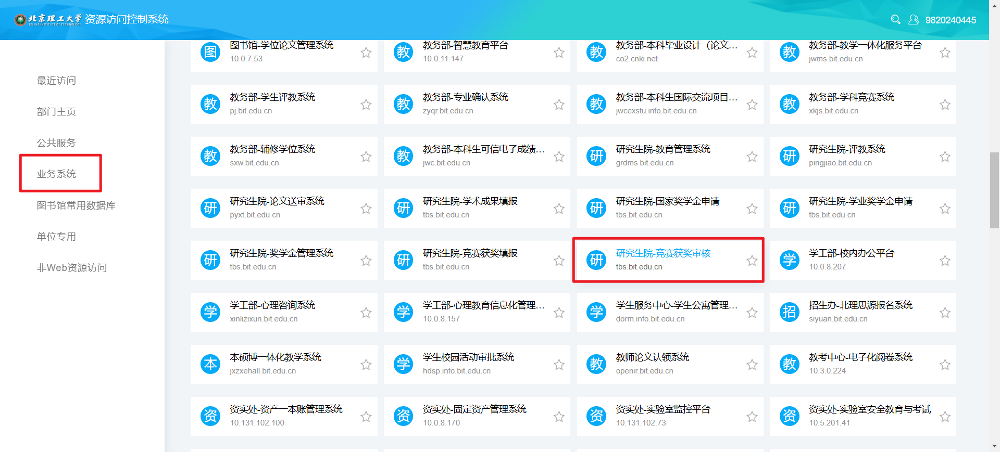 北京理工大学 资源访问控制系统
BEIJING INSTITUTE OF TECHNOLOGY
9820240445
最近访问
部门主页
公共服务
业务系统
图书馆常用数据库
单位专用
非Web资源访问
图 图书馆-学位论文管理系统
10.0.7.53
教 教务部-智慧教育平台
10.0.11.147
教 教务部-本科毕业设计（论文...
co2.cnki.net
教 教务部-教学一体化服务平台
jwms.bit.edu.cn
教 教务部-学生评教系统
pj.bit.edu.cn
教 教务部-专业确认系统
zyqr.bit.edu.cn
教 教务部-本科生国际交流项目...
jwcexstu.info.bit.edu.cn
教 教务部-学科竞赛系统
xkjs.bit.edu.cn
教 教务部-辅修学位系统
sxw.bit.edu.cn
教 教务部-本科生可信电子成绩...
jwc.bit.edu.cn
研 研究生院-教育管理系统
grdms.bit.edu.cn
研 研究生院-评教系统
pingjiao.bit.edu.cn
研 研究生院-论文送审系统
pyxt.bit.edu.cn
研 研究生院-学术成果填报
tbs.bit.edu.cn
研 研究生院-国家奖学金申请
tbs.bit.edu.cn
研 研究生院-学业奖学金申请
tbs.bit.edu.cn
研 研究生院-奖学金管理系统
tbs.bit.edu.cn
研 研究生院-竞赛获奖填报
tbs.bit.edu.cn
研 研究生院-竞赛获奖审核
tbs.bit.edu.cn
学 学工部-校内办公平台
10.0.8.207
学 学工部-心理咨询系统
xinlizixun.bit.edu.cn
学 学工部-心理教育信息化管理...
10.0.8.157
学 学生服务中心-学生公寓管理...
dorm.info.bit.edu.cn
招 招生办-北理思源报名系统
siyuan.bit.edu.cn
本 本硕博一体化教学系统
jxzxehall.bit.edu.cn
学 学生校园活动审批系统
hdsp.info.bit.edu.cn
教 教师论文认领系统
openir.bit.edu.cn
教 教考中心-电子化阅卷系统
10.3.0.224
资 资实处-资产一本账管理系统
10.131.102.100
资 资实处-固定资产管理系统
10.0.8.170
资 资实处-实验室监控平台
10.131.102.73
资 资实处-实验室安全教育与考试
10.5.201.41